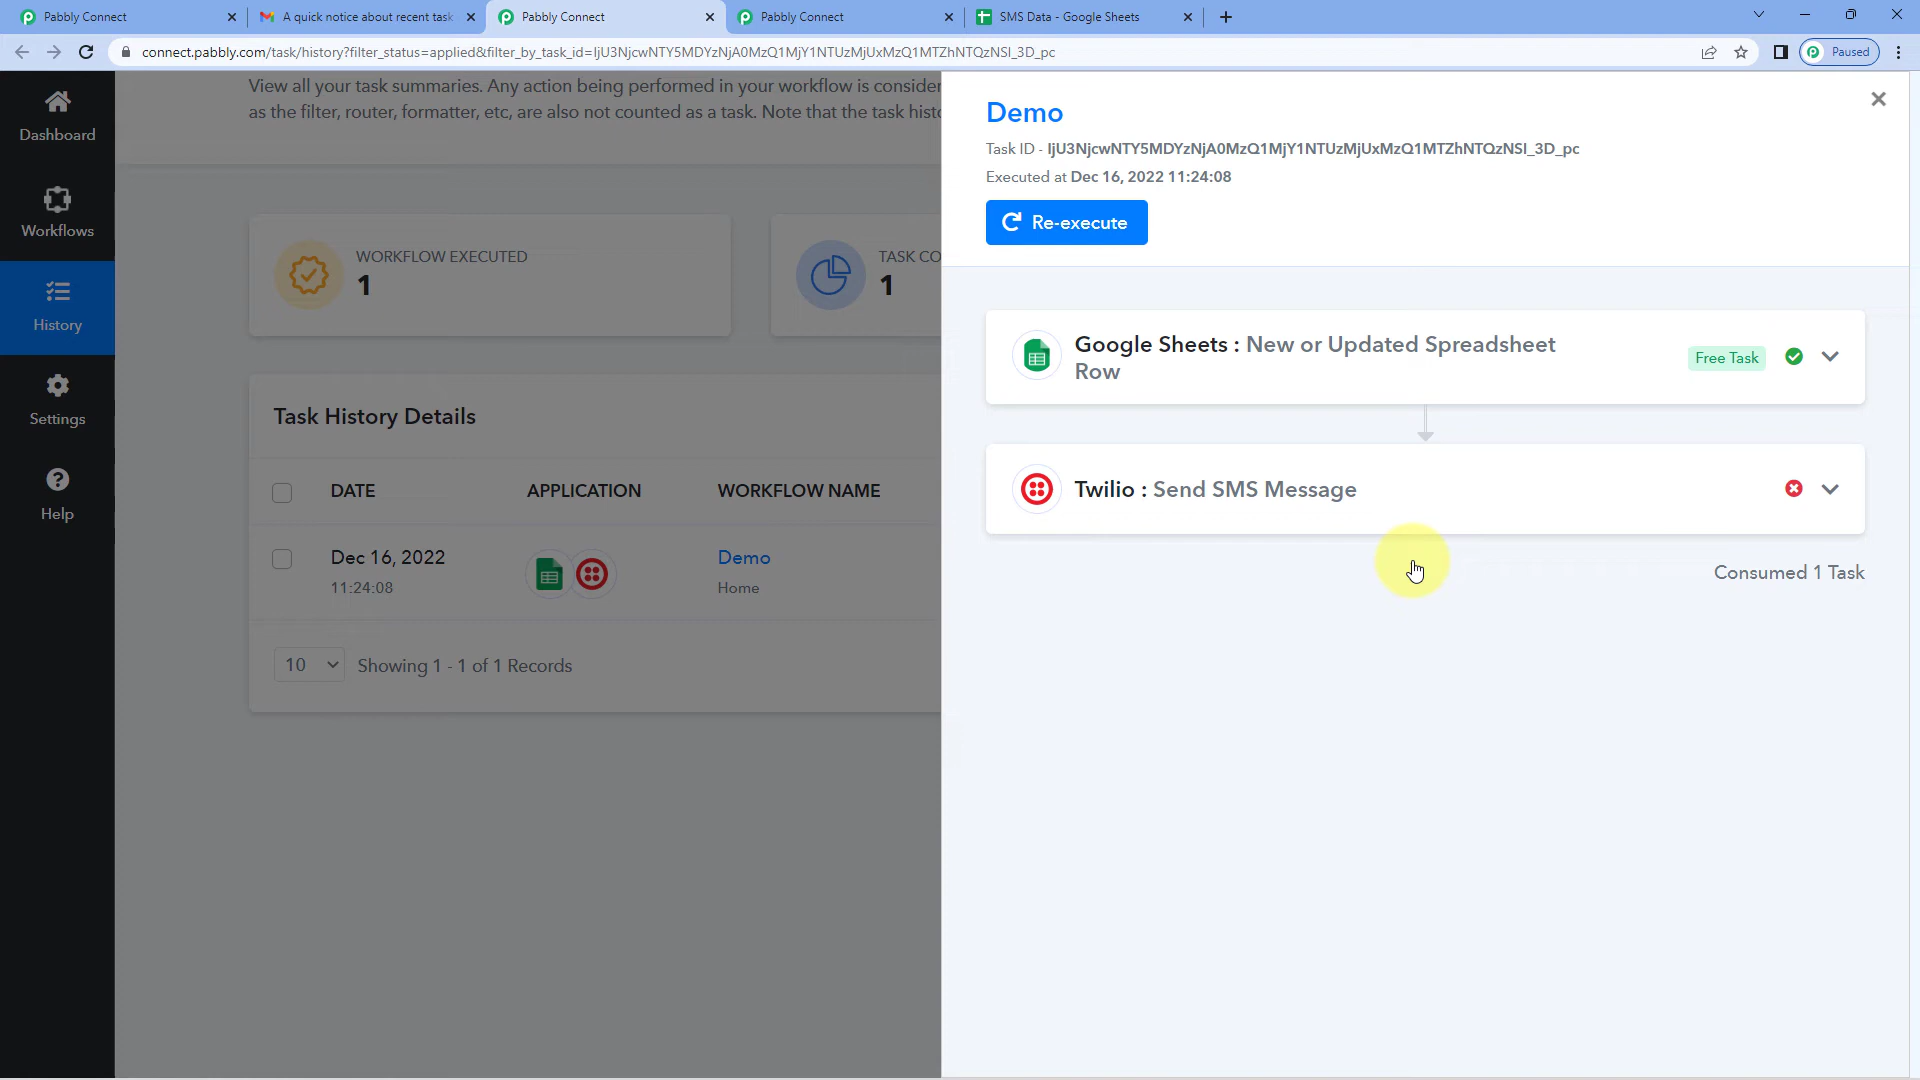 Pabbly Connect
A quick notice about recent task
Pabbly Connect
Pabbly Connect
SMS Data - Google Sheets
connect.pabbly.com/task/history?filter_status=applied&filter_by_task_id=IjU3NjcwNTY5MDYzNjA0MzQ1MjY1NTUzMjUxMzQ1MTZhNTQzNSI_3D_pc
Paused
Dashboard
Workflows
History
Settings
Help
View all your task summaries. Any action being performed in your workflow is consider
as the filter, router, formatter, etc, are also not counted as a task. Note that the task histo
WORKFLOW EXECUTED
1
TASK CO
1
Task History Details
DATE APPLICATION WORKFLOW NAME
Dec 16, 2022 Demo
11:24:08 Home
10 Showing 1 - 1 of 1 Records
Demo
Task ID - IjU3NjcwNTY5MDYzNjA0MzQ1MjY1NTUzMjUxMzQ1MTZhNTQzNSI_3D_pc
Executed at Dec 16, 2022 11:24:08
Re-execute
Google Sheets : New or Updated Spreadsheet
Row
Free Task
Twilio : Send SMS Message
Consumed 1 Task